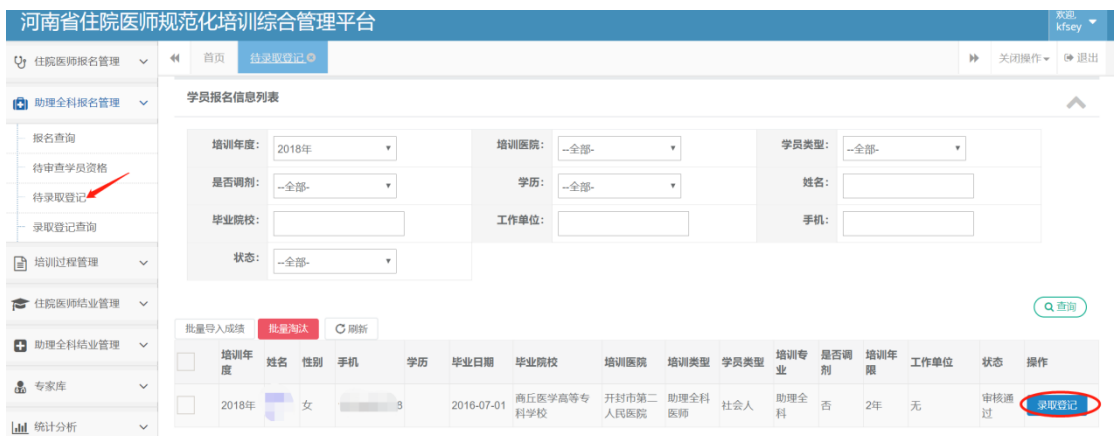 河南省住院医师规范化培训综合管理平台
欢迎,
kfsey
住院医师报名管理
首页
待录取登记
关闭操作
退出
助理全科报名管理
学员报名信息列表
报名查询
待审查学员资格
待录取登记
录取登记查询
培训过程管理
住院医师结业管理
助理全科结业管理
专家库
统计分析
培训年度: 2018年 培训医院: --全部- 学员类型: --全部-
是否调剂: --全部- 学历: --全部- 姓名:
毕业院校: 工作单位: 手机:
状态: --全部-
查询
批量导入成绩 批量淘汰 刷新
培训年度 姓名 性别 手机 学历 毕业日期 毕业院校 培训医院 培训类型 学员类型 培训专业 是否调剂 培训年限 工作单位 状态 操作
2018年 女 8 2016-07-01 商丘医学高等专科学校 开封市第二人民医院 助理全科医师 社会人 助理全科 否 2年 无 审核通过 录取登记